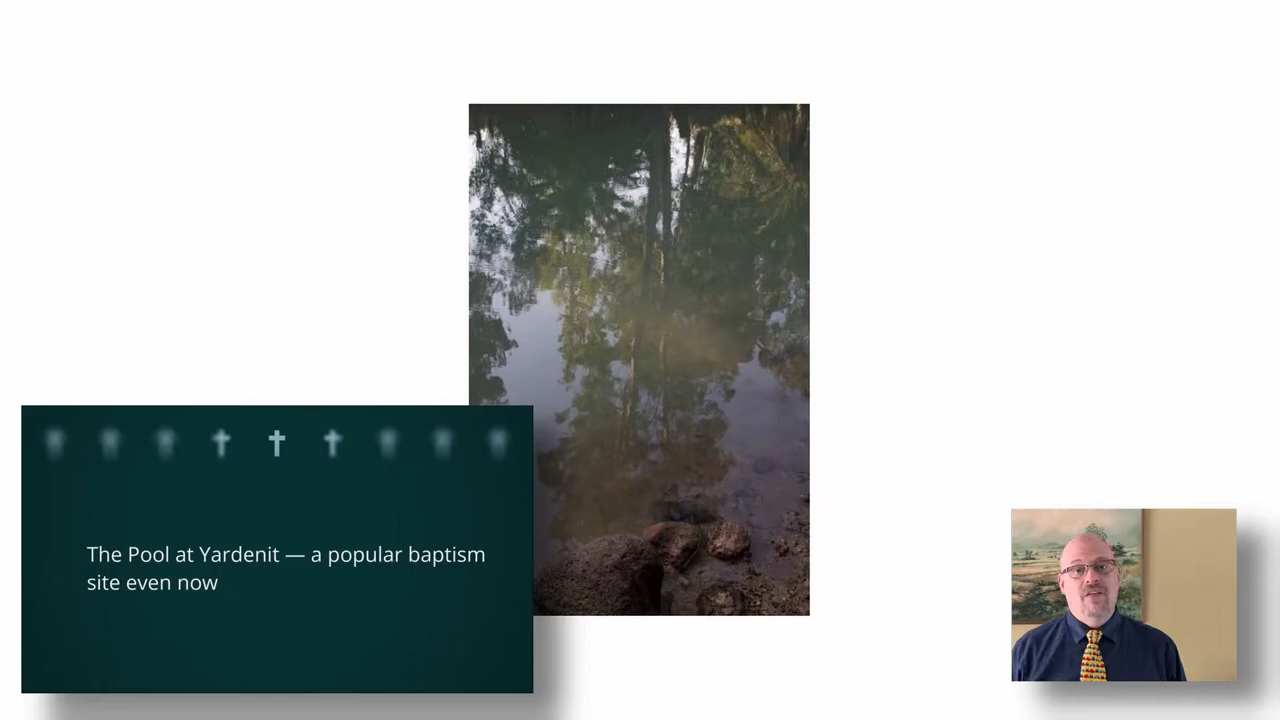 The Pool at Yardenit — a popular baptism
site even now